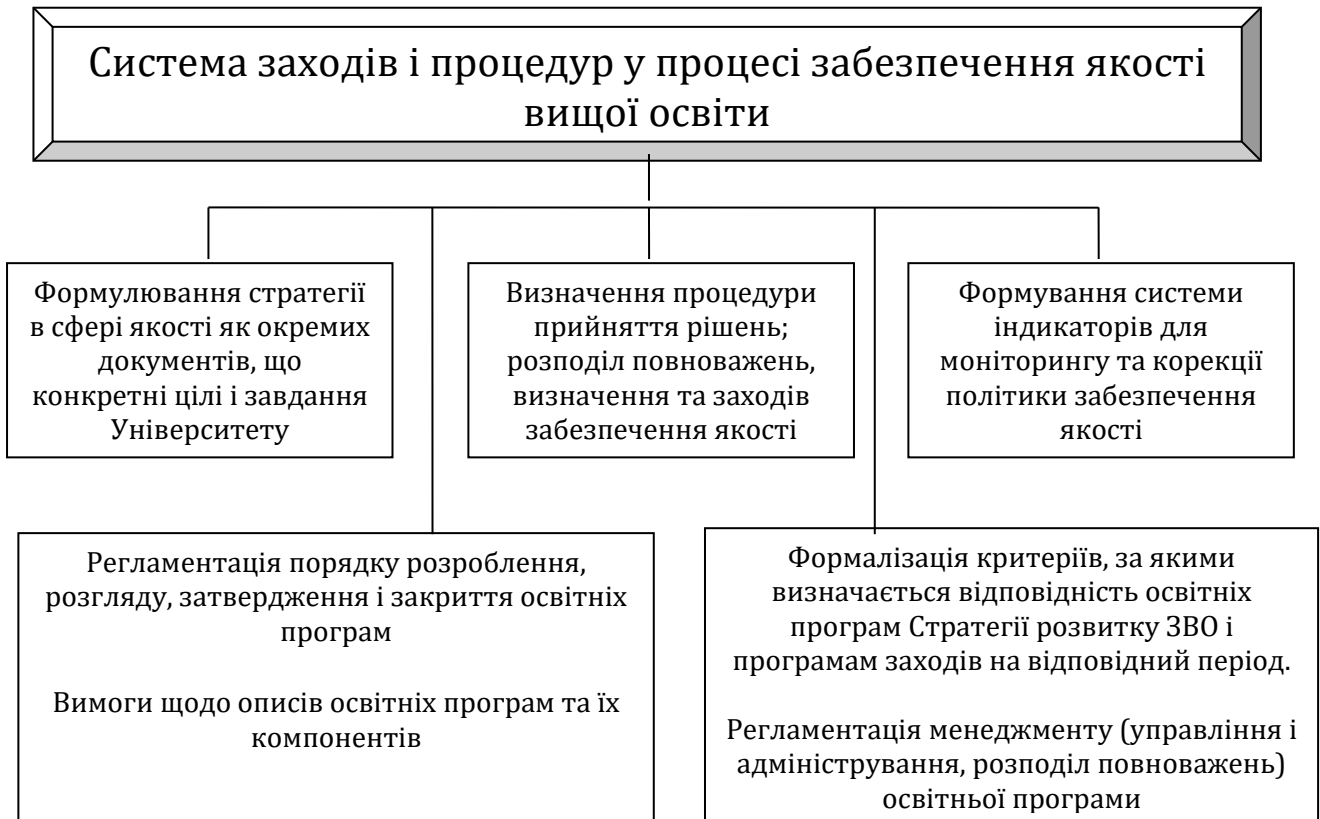 Система заходів і процедур у процесі забезпечення якості
вищої освіти
Формулювання стратегії
в сфері якості як окремих
документів, що
конкретні цілі і завдання
Університету
Визначення процедури
прийняття рішень;
розподіл повноважень,
визначення та заходів
забезпечення якості
Формування системи
індикаторів для
моніторингу та корекції
політики забезпечення
якості
Регламентація порядку розроблення,
розгляду, затвердження і закриття освітніх
програм
Вимоги щодо описів освітніх програм та їх
компонентів
Формалізація критеріїв, за якими
визначається відповідність освітніх
програм Стратегії розвитку ЗВО і
програмам заходів на відповідний період.
Регламентація менеджменту (управління і
адміністрування, розподіл повноважень)
освітньої програми